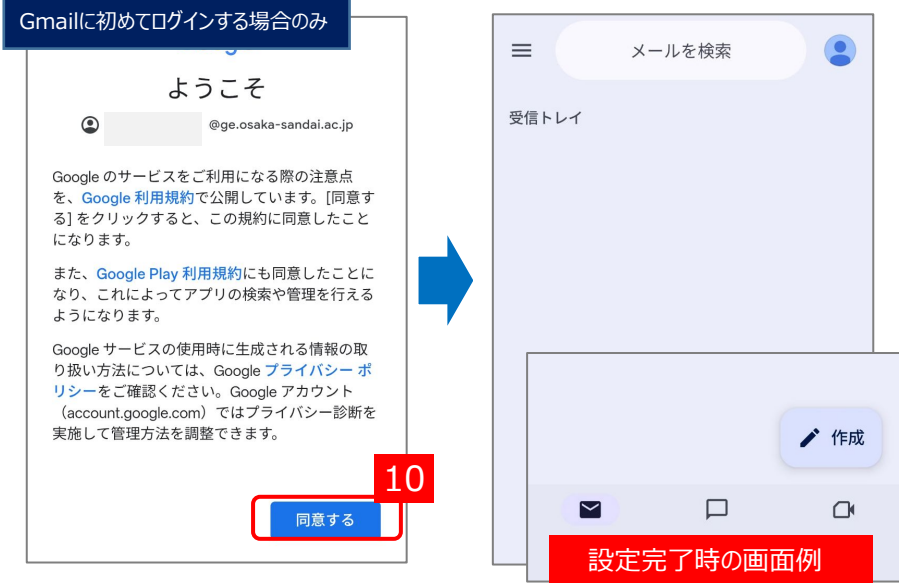 Gmailに初めてログインする場合のみ
ようこそ
@ge.osaka-sandai.ac.jp
Google のサービスをご利用になる際の注意点
を、Google 利用規約で公開しています。[同意す
る] をクリックすると、この規約に同意したこと
になります。
また、Google Play 利用規約にも同意したことに
なり、これによってアプリの検索や管理を行える
ようになります。
Google サービスの使用時に生成される情報の取
り扱い方法については、Google プライバシー ポ
リシーをご確認ください。Google アカウント
（account.google.com）ではプライバシー診断を
実施して管理方法を調整できます。
10
同意する
メールを検索
受信トレイ
作成
設定完了時の画面例